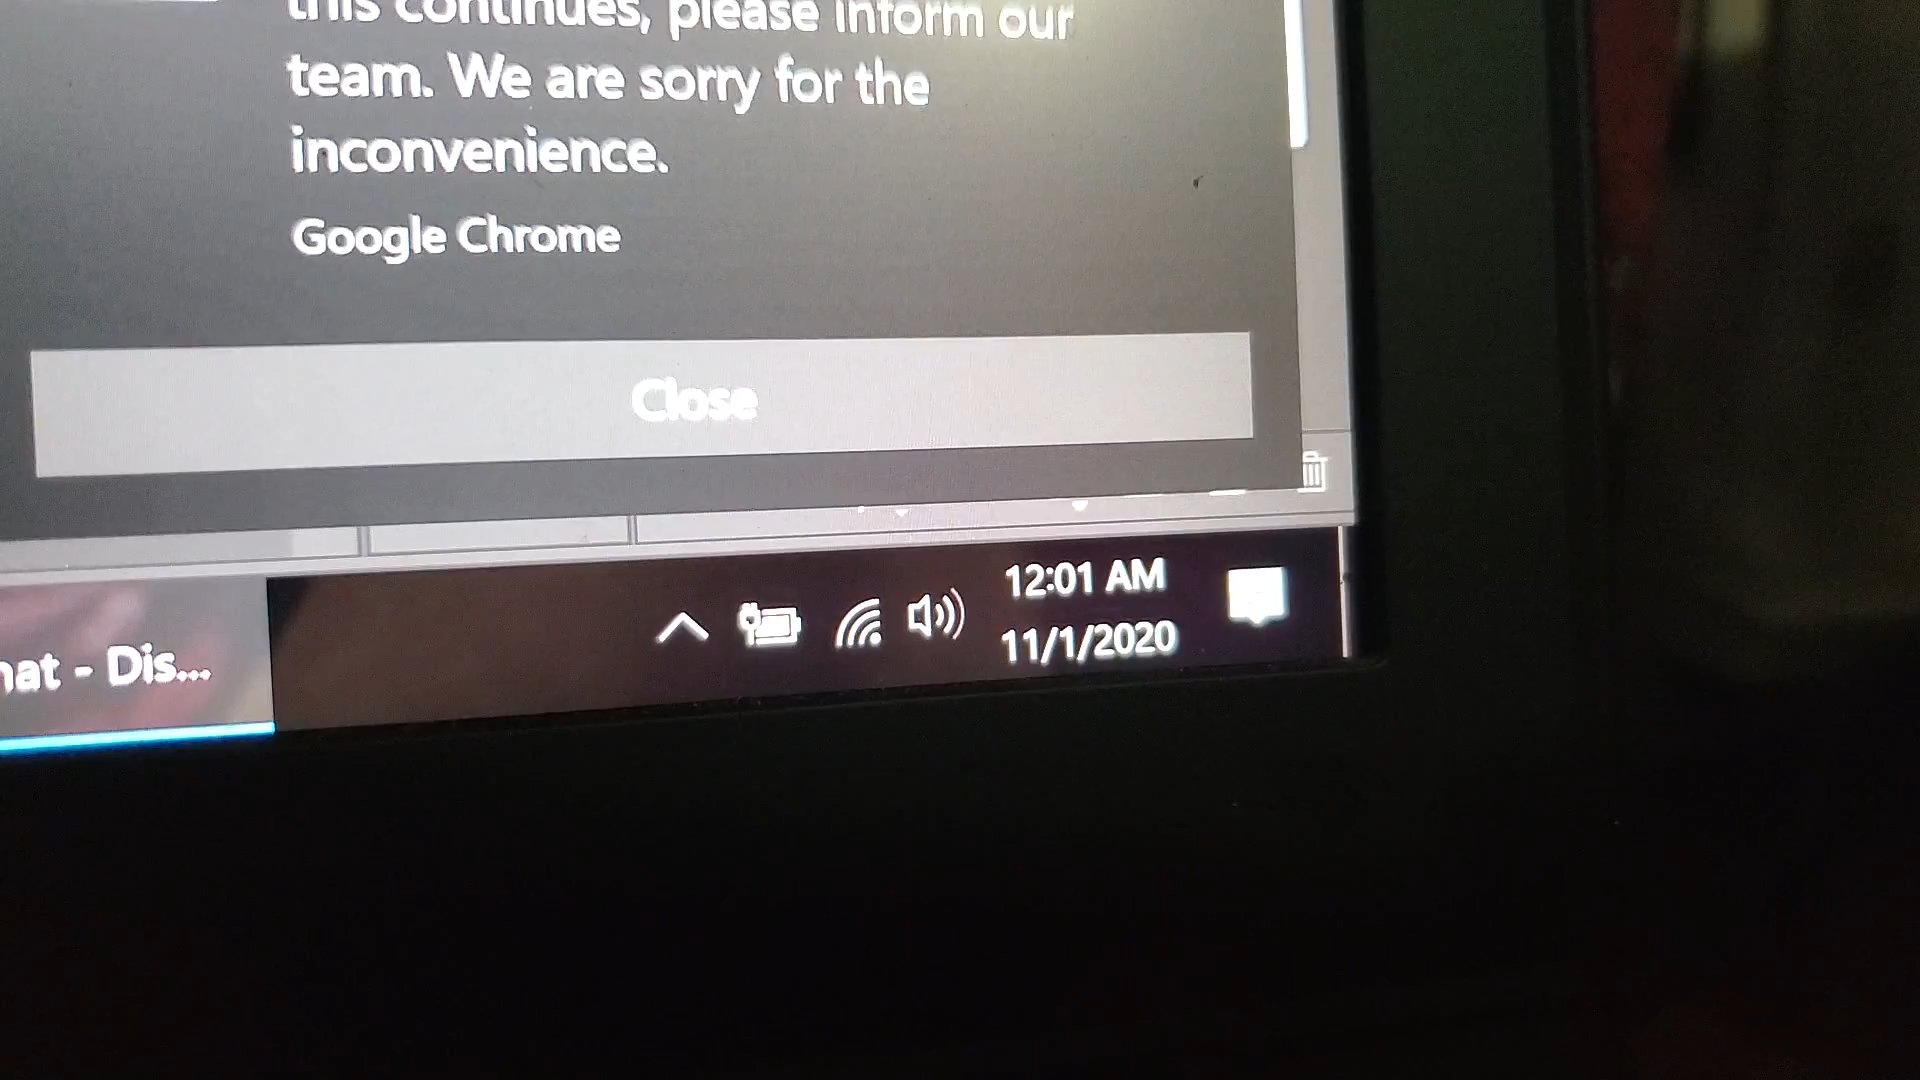 this continues, please inform our
team. We are sorry for the
inconvenience.
Google Chrome
Close
12:01 AM
11/1/2020
hat - Dis...